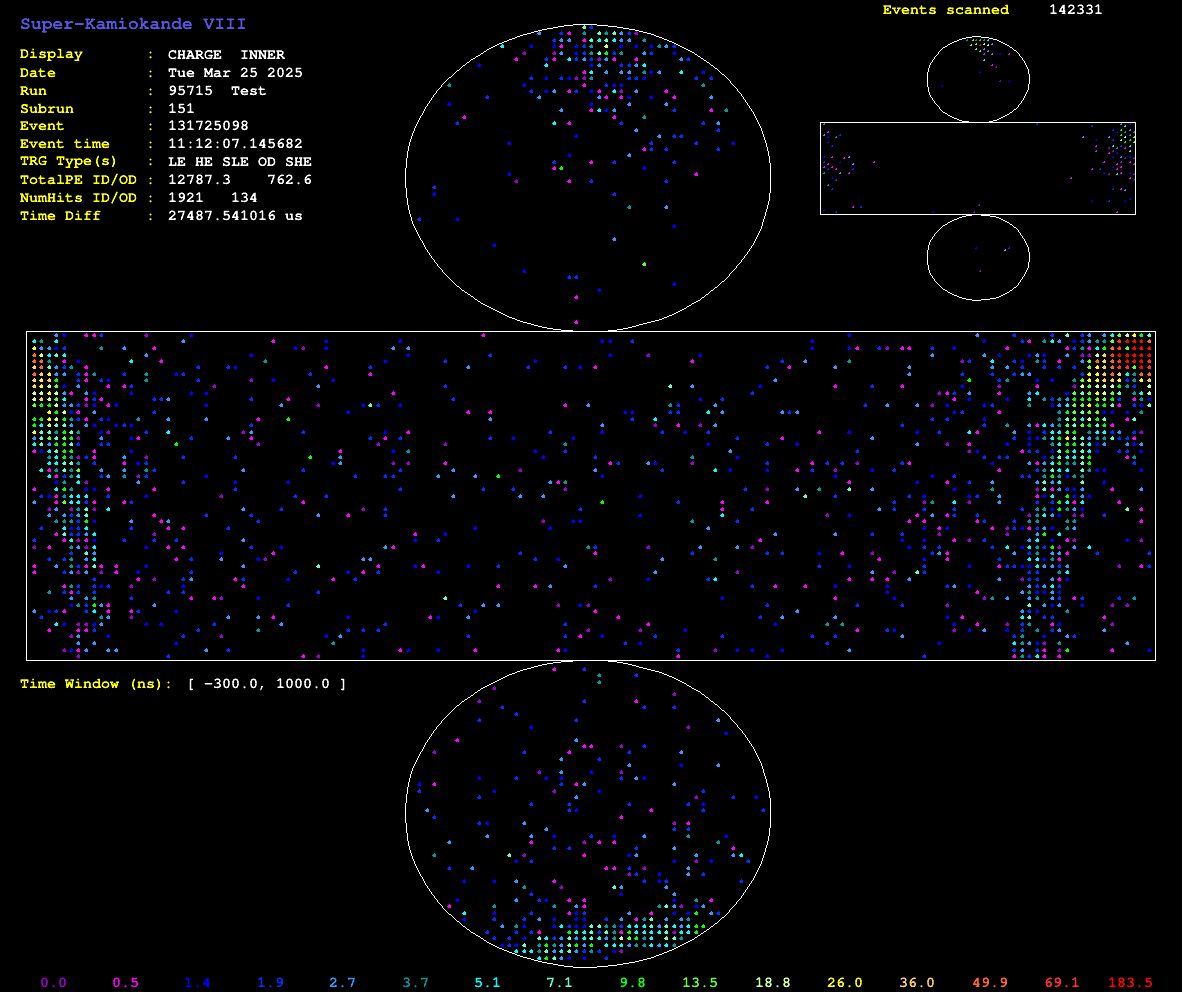 Super-Kamiokande VIII
Events scanned 142331
Display : CHARGE INNER
Date : Tue Mar 25 2025
Run : 95715 Test
Subrun : 151
Event : 131725098
Event time : 11:12:07.145682
TRG Type(s) : LE HE SLE OD SHE
TotalPE ID/OD : 12787.3 762.6
NumHits ID/OD : 1921 134
Time Diff : 27487.541016 us
Time Window (ns): [ -300.0, 1000.0 ]
0.0 0.5 1.4 1.9 2.7 3.7 5.1 7.1 9.8 13.5 18.8 26.0 36.0 49.9 69.1 183.5